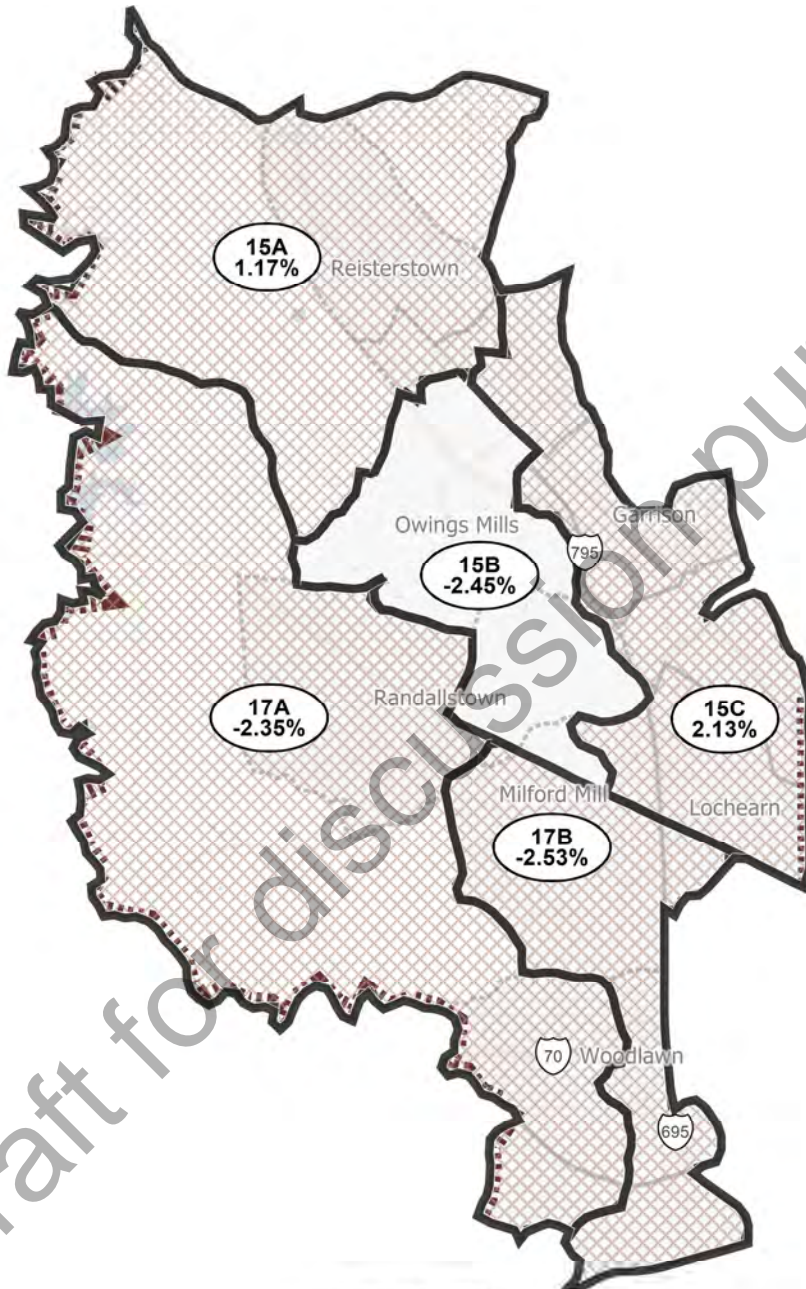 15A
1.17%
Reisterstown
Owings Mills
Garrison
795
15B
-2.45%
17A
-2.35%
Randallstown
15C
2.13%
Milford Mill
Lochearn
17B
-2.53%
70
Woodlawn
695
raft for discussion pu